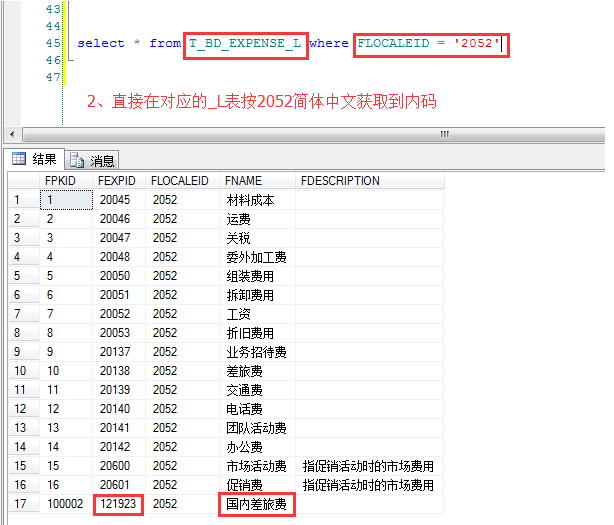 43
44
45 select * from T_BD_EXPENSE_L where FLOCALEID = '2052'
46
47
2、直接在对应的_L表按2052简体中文获取到内码
结果 消息
FPKID FEXPID FLOCALEID FNAME FDESCRIPTION
1 1 20045 2052 材料成本
2 2 20046 2052 运费
3 3 20047 2052 关税
4 4 20048 2052 委外加工费
5 5 20050 2052 组装费用
6 6 20051 2052 拆卸费用
7 7 20052 2052 工资
8 8 20053 2052 折旧费用
9 9 20137 2052 业务招待费
10 10 20138 2052 差旅费
11 11 20139 2052 交通费
12 12 20140 2052 电话费
13 13 20141 2052 团队活动费
14 14 20142 2052 办公费
15 15 20600 2052 市场活动费 指促销活动时的市场费用
16 16 20601 2052 促销费 指促销活动时的市场费用
17 100002 121923 2052 国内差旅费